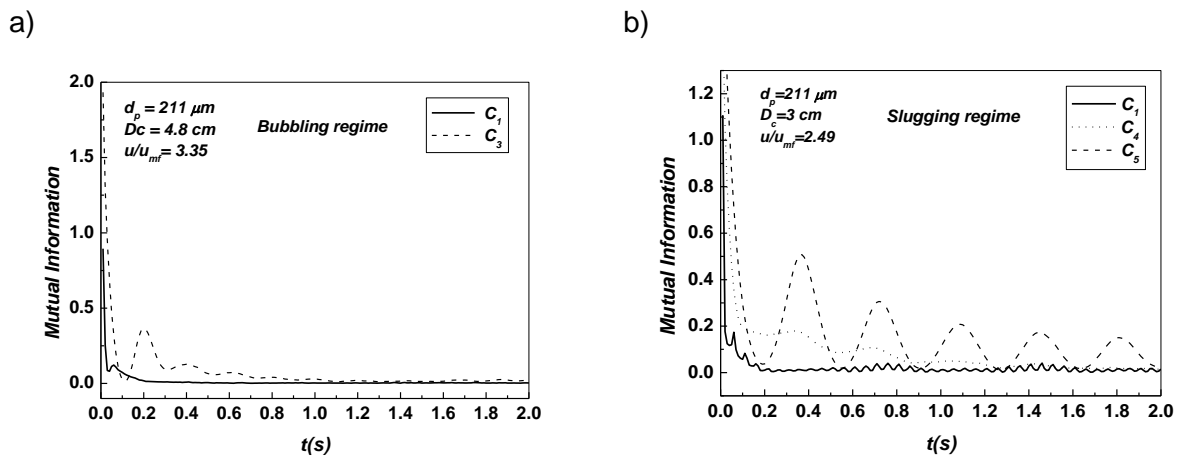 a)
b)
d_p = 211 μm
Dc = 4.8 cm
u/u_mf = 3.35
Bubbling regime
C_1
C_3
Mutual Information
2.0
1.5
1.0
0.5
0.0
0.0 0.2 0.4 0.6 0.8 1.0 1.2 1.4 1.6 1.8 2.0
t(s)
d_p=211 μm
D_c=3 cm
u/u_mf=2.49
Slugging regime
C_1
C_4
C_5
Mutual Information
1.2
1.0
0.8
0.6
0.4
0.2
0.0
0.0 0.2 0.4 0.6 0.8 1.0 1.2 1.4 1.6 1.8 2.0
t(s)